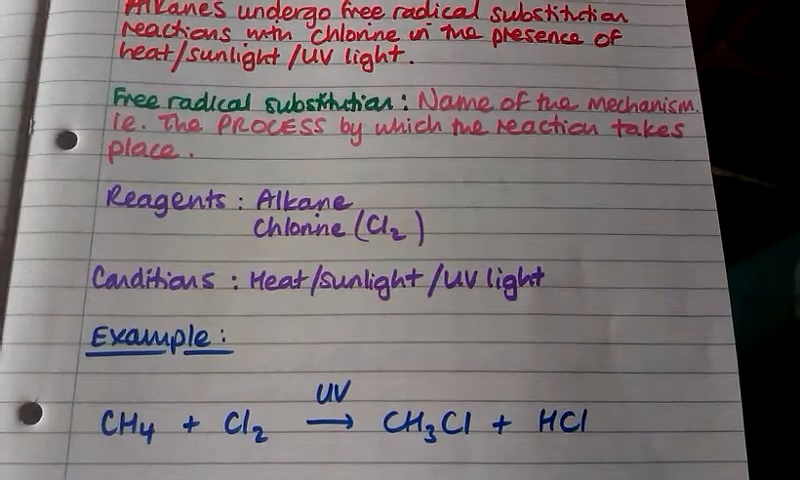 Alkanes undergo free radical substitution
reactions with chlorine in the presence of
heat/sunlight/UV light.
Free radical substitution: Name of the mechanism.
ie. The PROCESS by which the reaction takes
place.
Reagents: Alkane
Chlorine (Cl₂)
Conditions: Heat/sunlight/UV light
Example:
UV
CH₄ + Cl₂ → CH₃Cl + HCl